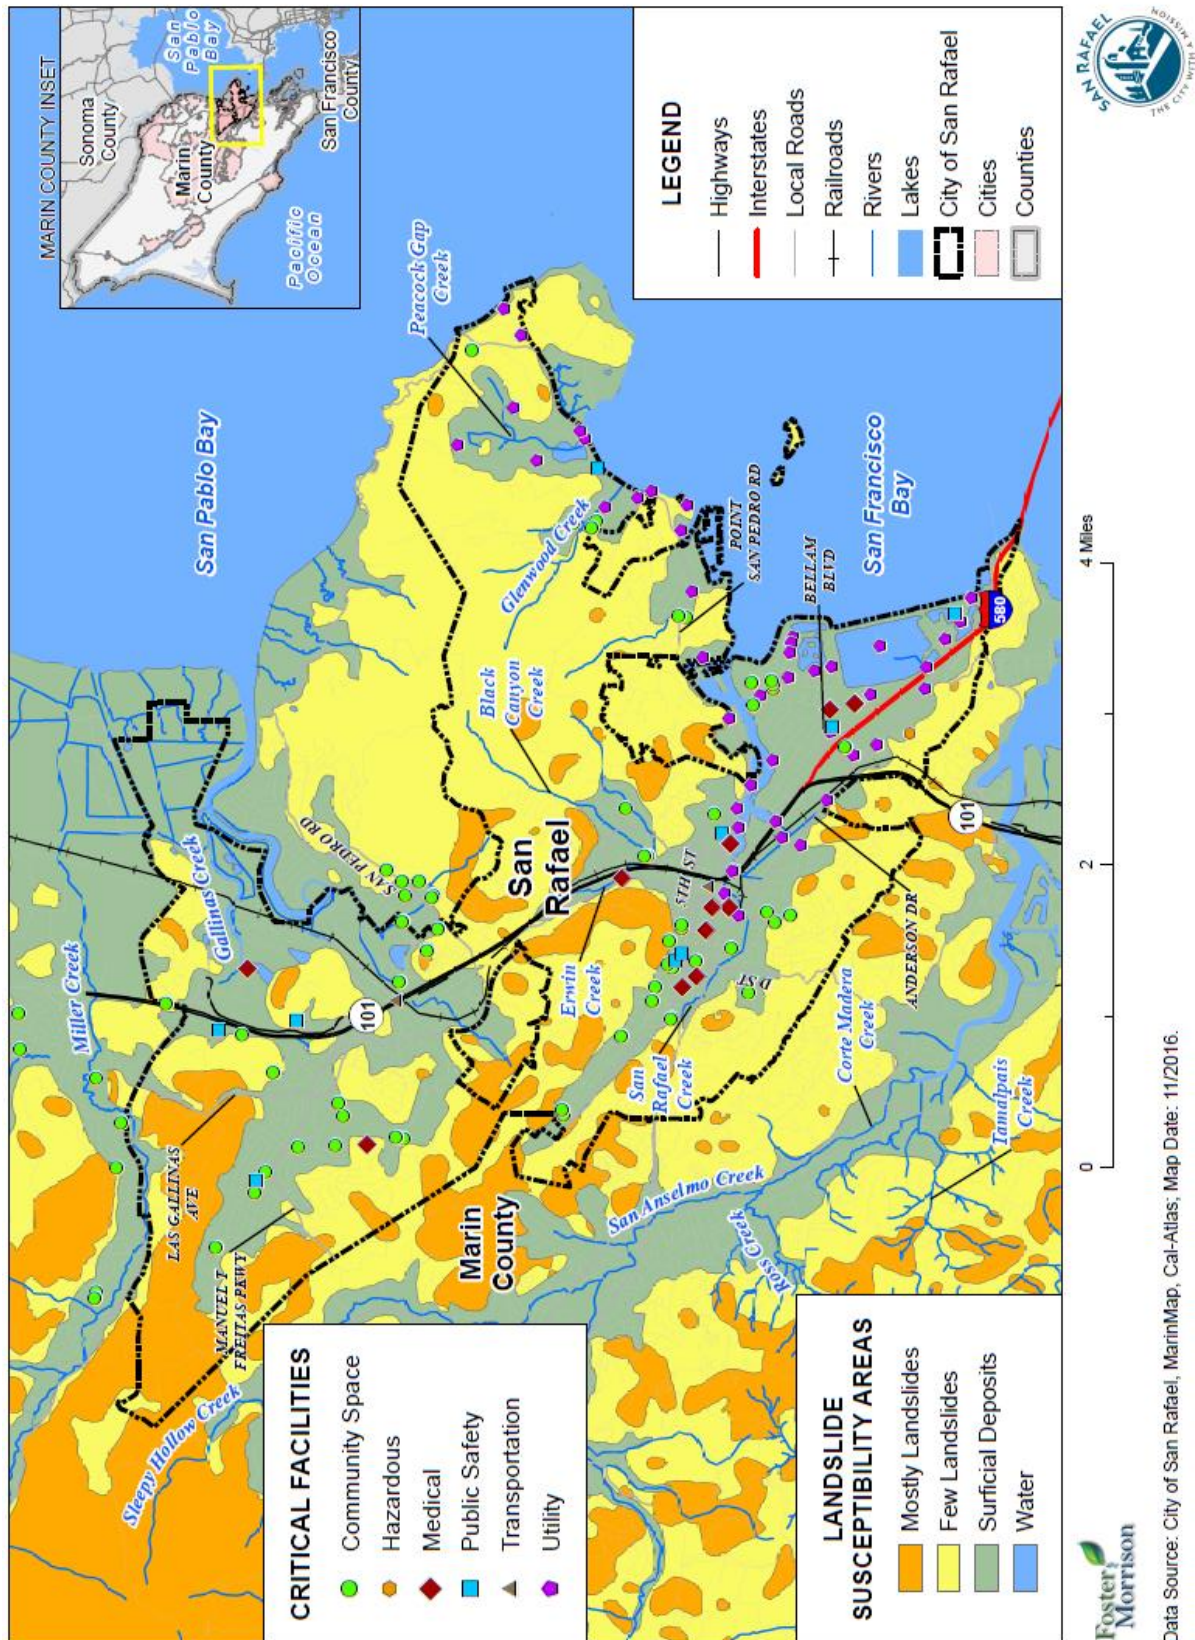 MARIN COUNTY INSET
Sonoma
County
San
Pablo
Bay
Marin
County
San Francisco
County
Pacific
Ocean
San Pablo Bay
Peacock Gap
Creek
Miller Creek
Gallinas Creek
SAN PEDRO RD
Glenwood Creek
Black
Canyon
Creek
POINT
SAN PEDRO RD
San
Rafael
LAS GALLINAS
AVE
101
MANUEL T
FREITAS PKWY
Sleepy Hollow Creek
Marin
County
Erwin
Creek
5TH ST
BELLAM
BLVD
San Francisco
Bay
580
San
Rafael
Creek
D ST
ANDERSON DR
101
San Anselmo Creek
Corte Madera
Creek
Ross Creek
Tamalpais
Creek
CRITICAL FACILITIES
Community Space
Hazardous
Medical
Public Safety
Transportation
Utility
LANDSLIDE
SUSCEPTIBILITY AREAS
Mostly Landslides
Few Landslides
Surficial Deposits
Water
LEGEND
Highways
Interstates
Local Roads
Railroads
Rivers
Lakes
City of San Rafael
Cities
Counties
0 2 4 Miles
Foster
Morrison
SAN RAFAEL
THE CITY WITH A MISSION
Data Source: City of San Rafael, MarinMap, Cal-Atlas; Map Date: 11/2016.